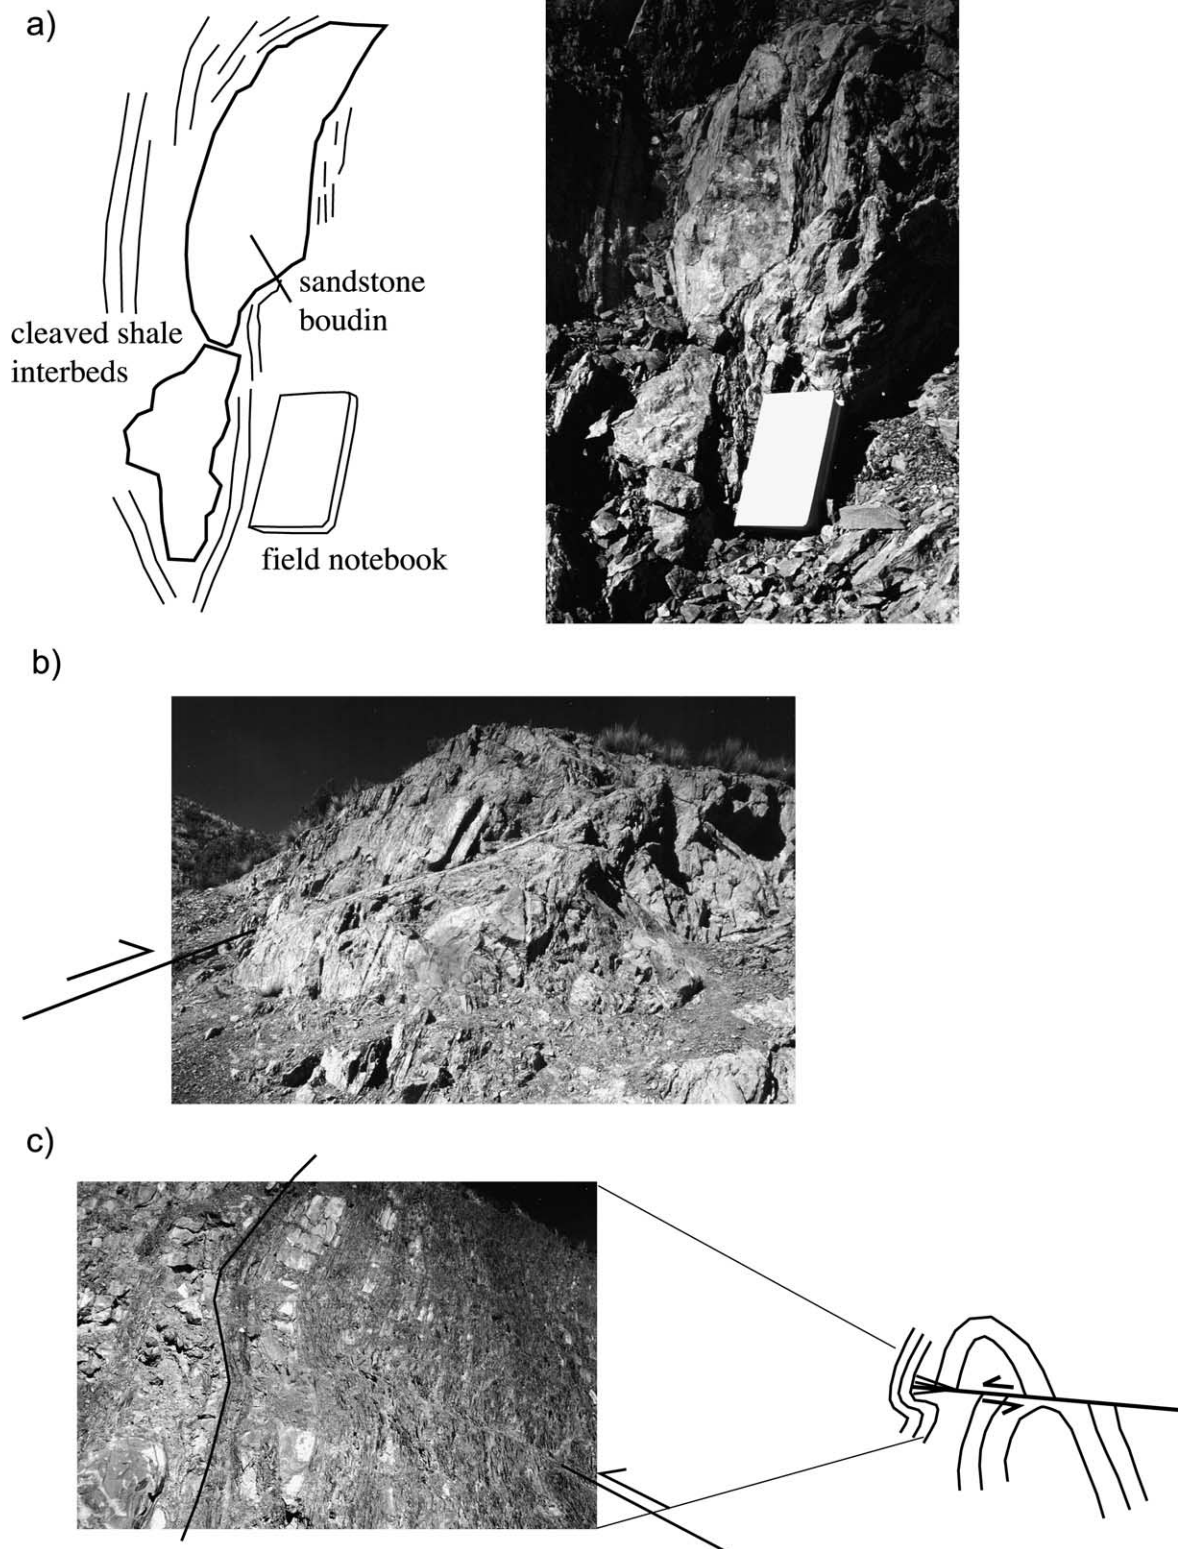 a)
sandstone
boudin
cleaved shale
interbeds
field notebook
b)
c)